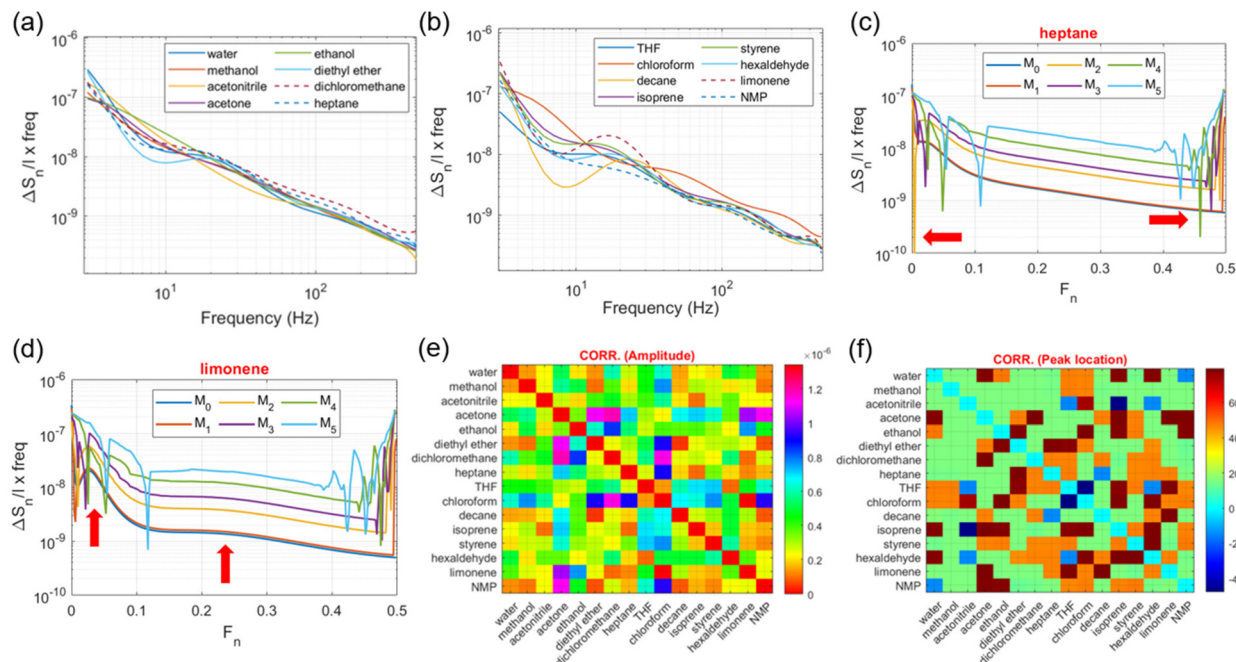 (a)
10^-6
10^-7
10^-8
10^-9
ΔS_n/I x freq
water
methanol
acetonitrile
acetone
ethanol
diethyl ether
dichloromethane
heptane
10^1
10^2
Frequency (Hz)
(b)
10^-6
10^-7
10^-8
10^-9
ΔS_n/I x freq
THF
chloroform
decane
isoprene
styrene
hexaldehyde
limonene
NMP
10^1
10^2
Frequency (Hz)
(c)
heptane
10^-6
10^-7
10^-8
10^-9
10^-10
ΔS_n/I x freq
M_0 M_2 M_4
M_1 M_3 M_5
0 0.1 0.2 0.3 0.4 0.5
F_n
(d)
limonene
10^-6
10^-7
10^-8
10^-9
10^-10
ΔS_n/I x freq
M_0 M_2 M_4
M_1 M_3 M_5
0 0.1 0.2 0.3 0.4 0.5
F_n
(e)
CORR. (Amplitude)
× 10^-6
water
methanol
acetonitrile
acetone
ethanol
diethyl ether
dichloromethane
heptane
THF
chloroform
decane
isoprene
styrene
hexaldehyde
limonene
NMP
water
methanol
acetonitrile
acetone
ethanol
diethyl ether
dichloromethane
heptane
THF
chloroform
decane
isoprene
styrene
hexaldehyde
limonene
NMP
1.2
1
0.8
0.6
0.4
0.2
0
(f)
CORR. (Peak location)
water
methanol
acetonitrile
acetone
ethanol
diethyl ether
dichloromethane
heptane
THF
chloroform
decane
isoprene
styrene
hexaldehyde
limonene
NMP
water
methanol
acetonitrile
acetone
ethanol
diethyl ether
dichloromethane
heptane
THF
chloroform
decane
isoprene
styrene
hexaldehyde
limonene
NMP
60
40
20
0
-20
-40